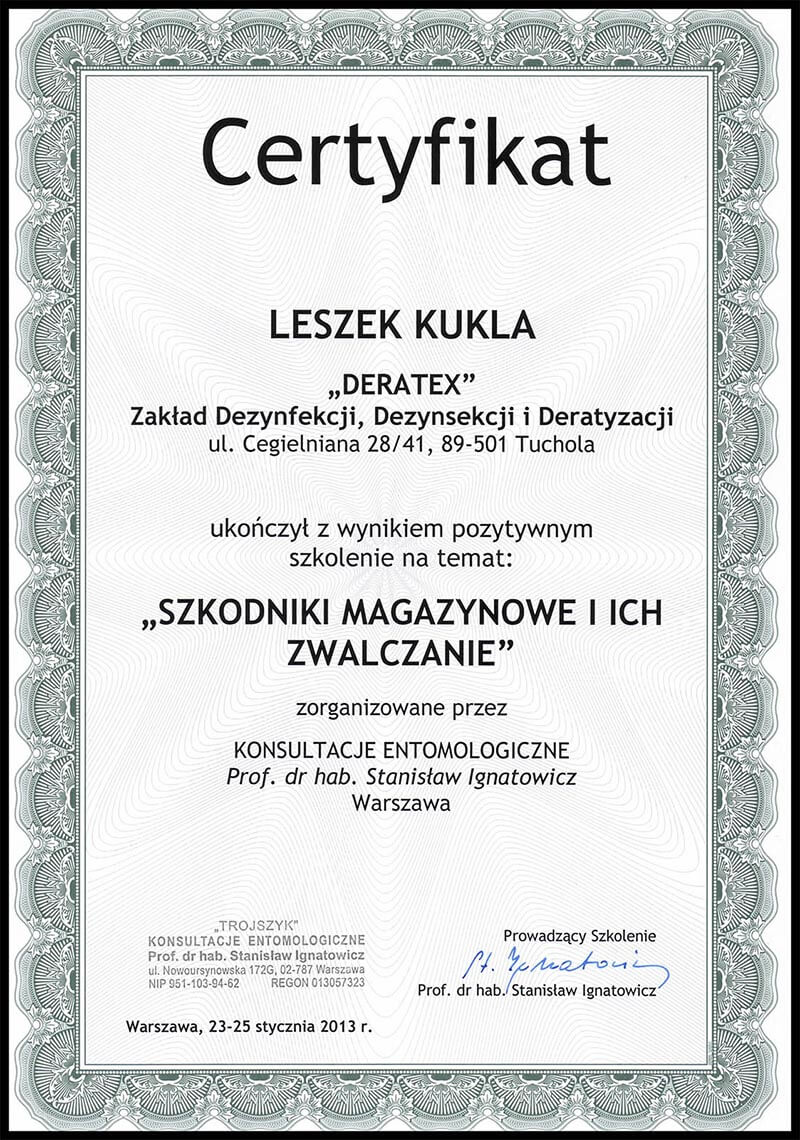 Certyfikat
LESZEK KUKLA
„DERATEX”
Zakład Dezynfekcji, Dezynsekcji i Deratyzacji
ul. Cegielniana 28/41, 89-501 Tuchola
ukończył z wynikiem pozytywnym
szkolenie na temat:
„SZKODNIKI MAGAZYNOWE I ICH
ZWALCZANIE”
zorganizowane przez
KONSULTACJE ENTOMOLOGICZNE
Prof. dr hab. Stanisław Ignatowicz
Warszawa
„TROJSZYK”
KONSULTACJE ENTOMOLOGICZNE
Prof. dr hab. Stanisław Ignatowicz
ul. Nowoursynowska 172G, 02-787 Warszawa
NIP 951-103-94-62 REGON 013057323
Prowadzący Szkolenie
St. Ignatowicz
Prof. dr hab. Stanisław Ignatowicz
Warszawa, 23-25 stycznia 2013 r.